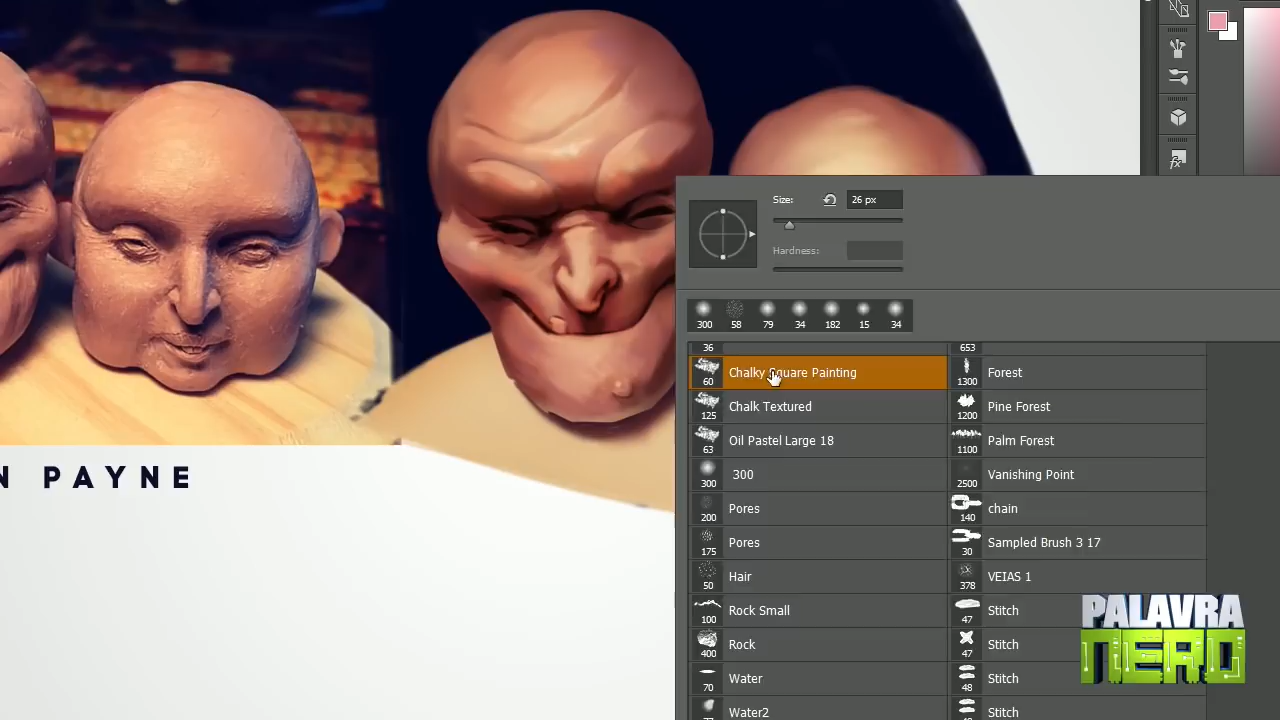 Size:
26 px
Hardness:
300 58 79 34 182 15 34
36
653
Chalky Square Painting
60
Forest
1300
Chalk Textured
125
Pine Forest
1200
Oil Pastel Large 18
63
Palm Forest
1100
300
300
Vanishing Point
2500
Pores
200
chain
140
Pores
175
Sampled Brush 3 17
30
Hair
50
VEIAS 1
378
Rock Small
100
Stitch
47
Rock
400
Stitch
47
Water
70
Stitch
48
Water2
Stitch
N PAYNE
PALAVRA
NERD
fx